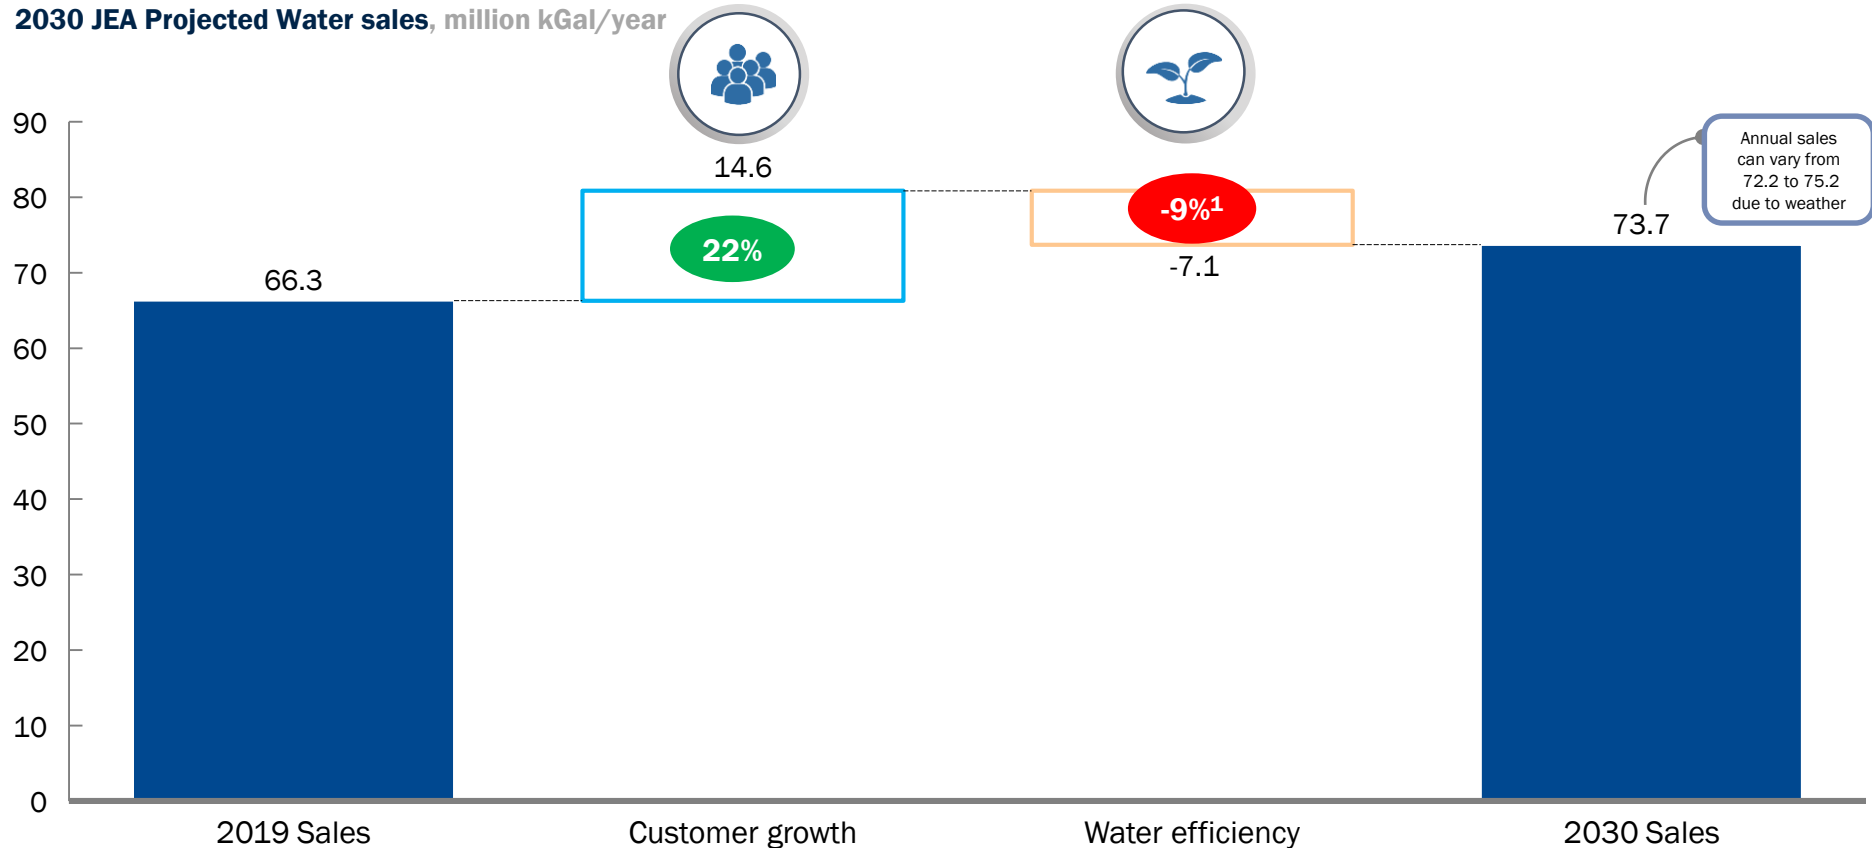 2030 JEA Projected Water sales, million kGal/year
90
80
70
60
50
40
30
20
10
0
66.3
14.6
22%
-9%¹
-7.1
73.7
Annual sales
can vary from
72.2 to 75.2
due to weather
2019 Sales
Customer growth
Water efficiency
2030 Sales